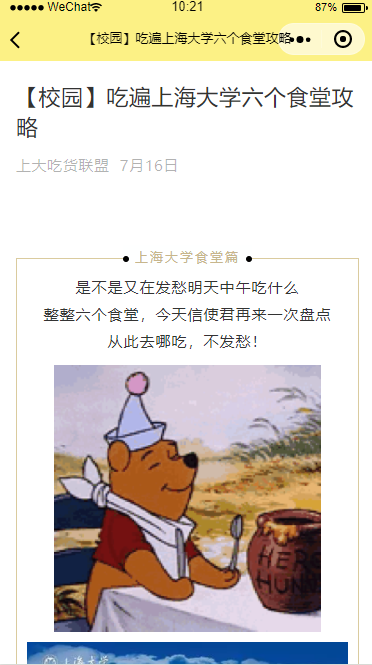 ●●●●● WeChat
10:21
87%
【校园】吃遍上海大学六个食堂攻略
【校园】吃遍上海大学六个食堂攻
略
上大吃货联盟 7月16日
上海大学食堂篇
是不是又在发愁明天中午吃什么
整整六个食堂，今天信使君再来一次盘点
从此去哪吃，不发愁！
HERES
上海大学